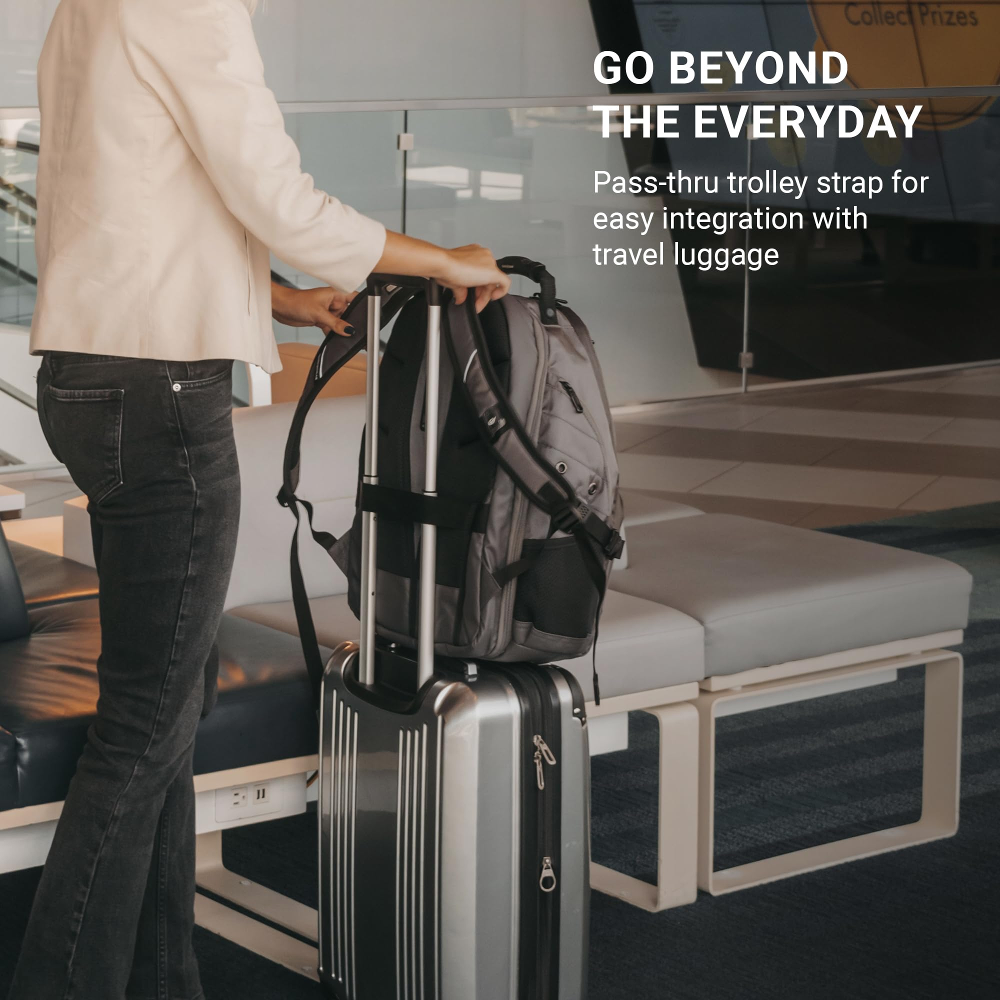 Collect Prizes
GO BEYOND
THE EVERYDAY
Pass-thru trolley strap for
easy integration with
travel luggage